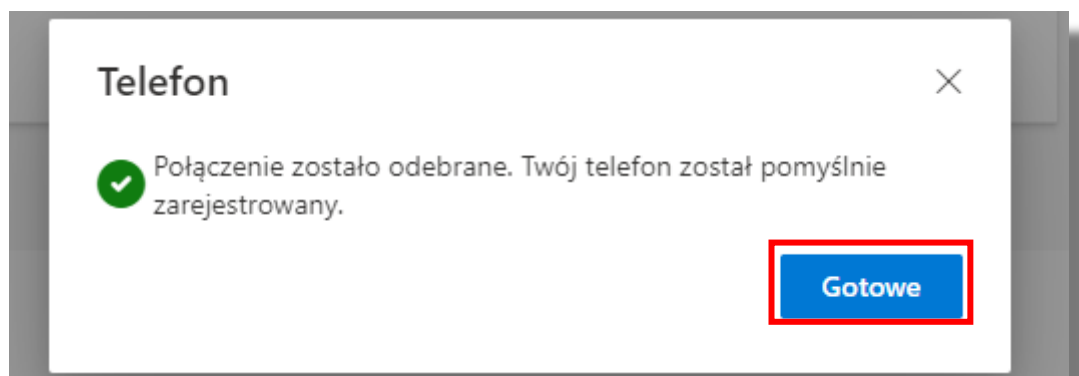 Telefon
Połączenie zostało odebrane. Twój telefon został pomyślnie
zarejestrowany.
Gotowe